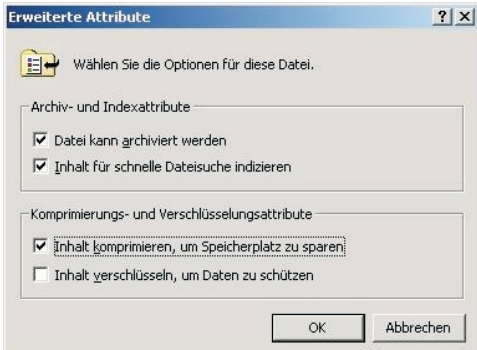 Erweiterte Attribute
Wählen Sie die Optionen für diese Datei.
Archiv- und Indexattribute
Datei kann archiviert werden
Inhalt für schnelle Dateisuche indizieren
Komprimierungs- und Verschlüsselungsattribute
Inhalt komprimieren, um Speicherplatz zu sparen
Inhalt verschlüsseln, um Daten zu schützen
OK Abbrechen